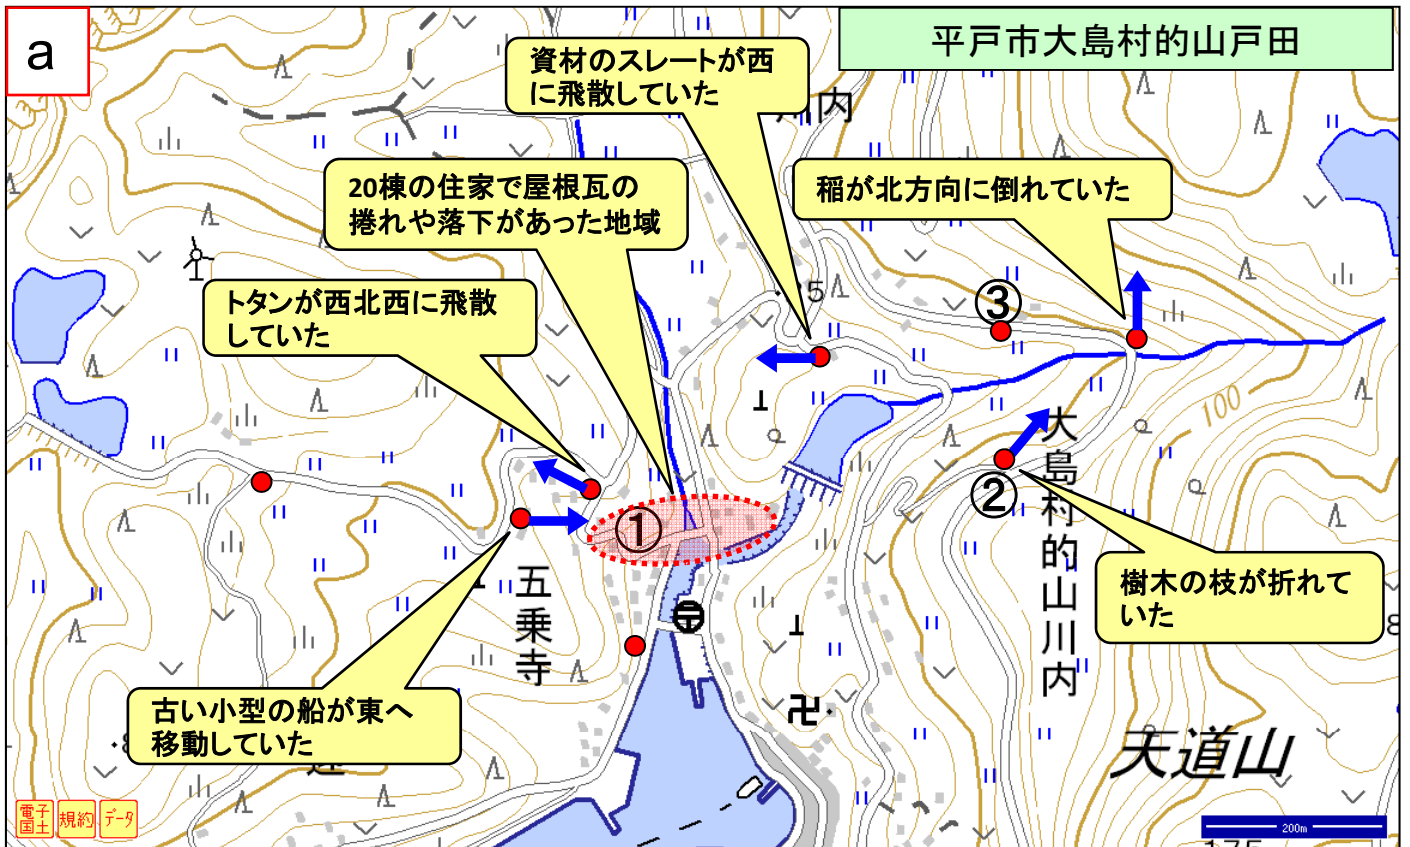 a
平戸市大島村的山戸田
資材のスレートが西
に飛散していた
川内
20棟の住家で屋根瓦の
捲れや落下があった地域
稲が北方向に倒れていた
トタンが西北西に飛散
していた
③
100
大島村的山川内
②
①
五乗寺
樹木の枝が折れて
いた
古い小型の船が東へ
移動していた
天道山
電子
国土
規約
データ
200m